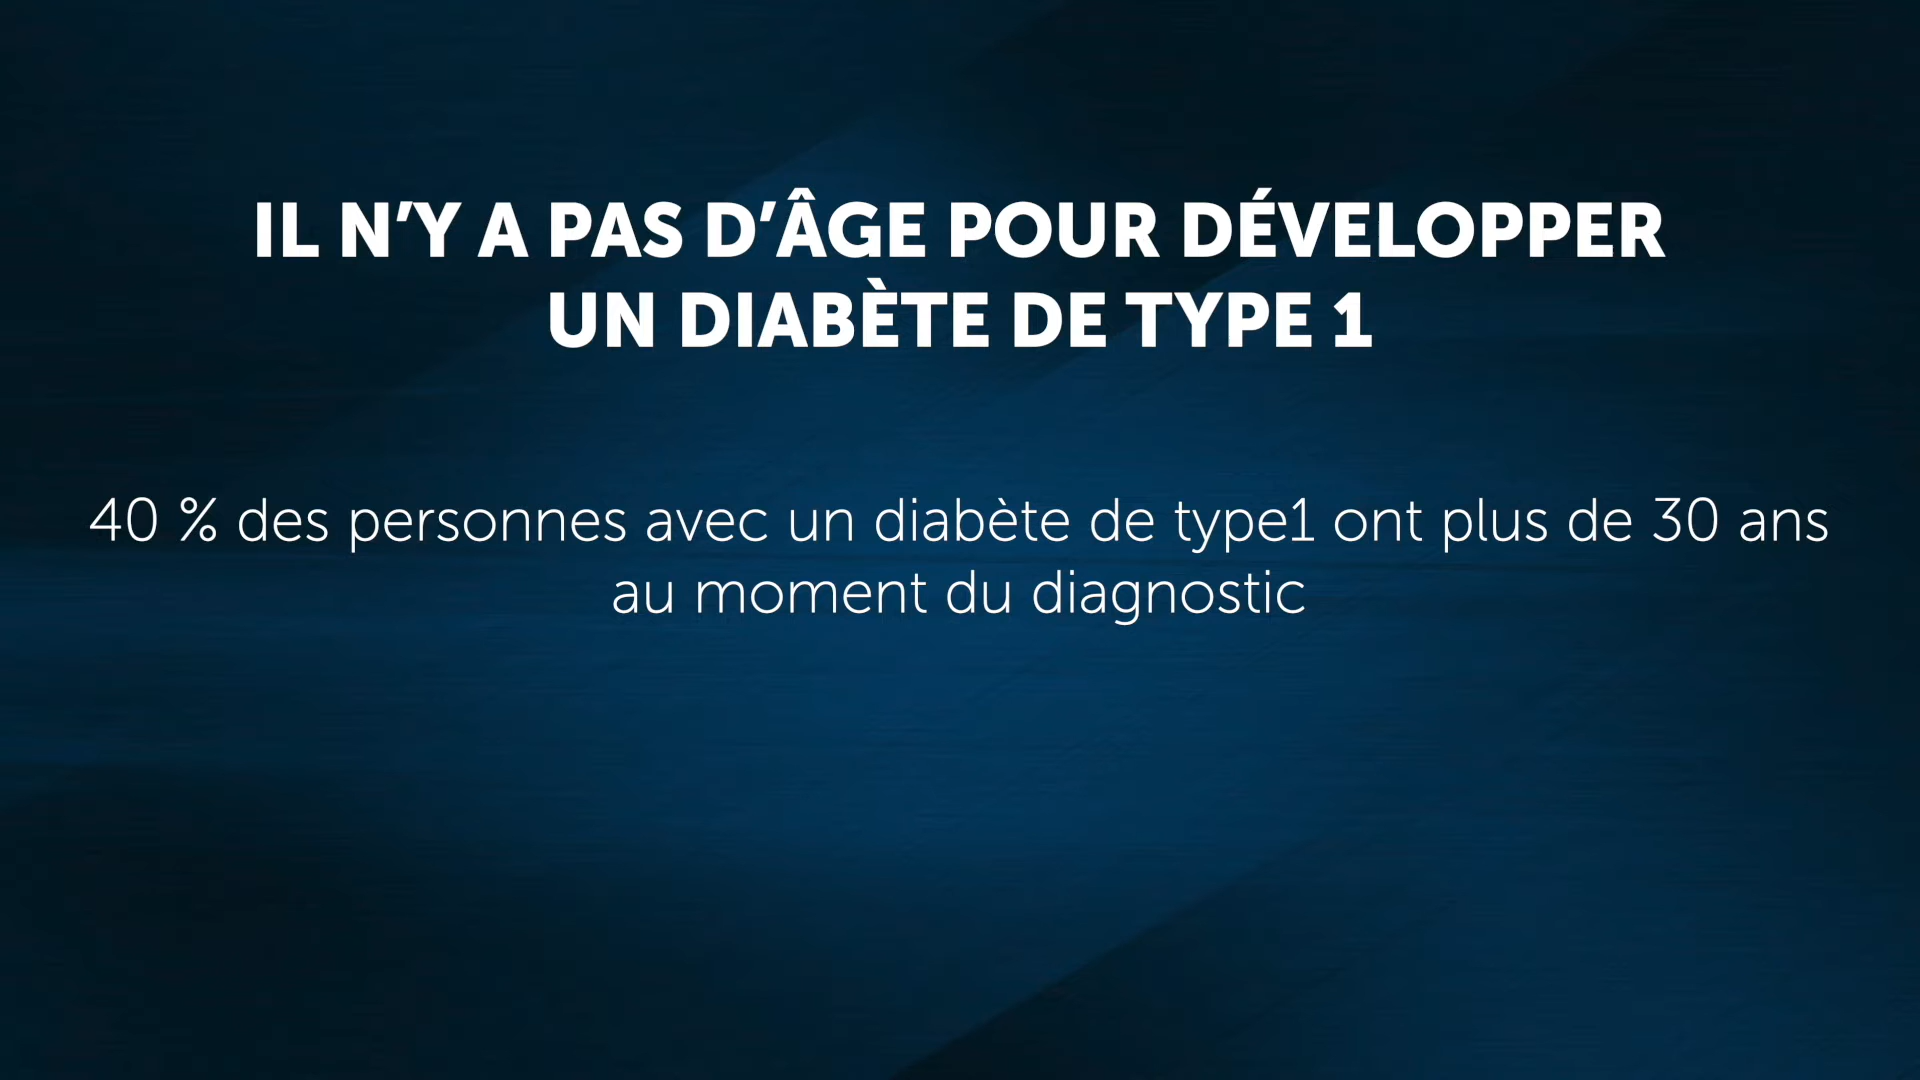 IL N’Y A PAS D’ÂGE POUR DÉVELOPPER
UN DIABÈTE DE TYPE 1
40 % des personnes avec un diabète de type1 ont plus de 30 ans
au moment du diagnostic